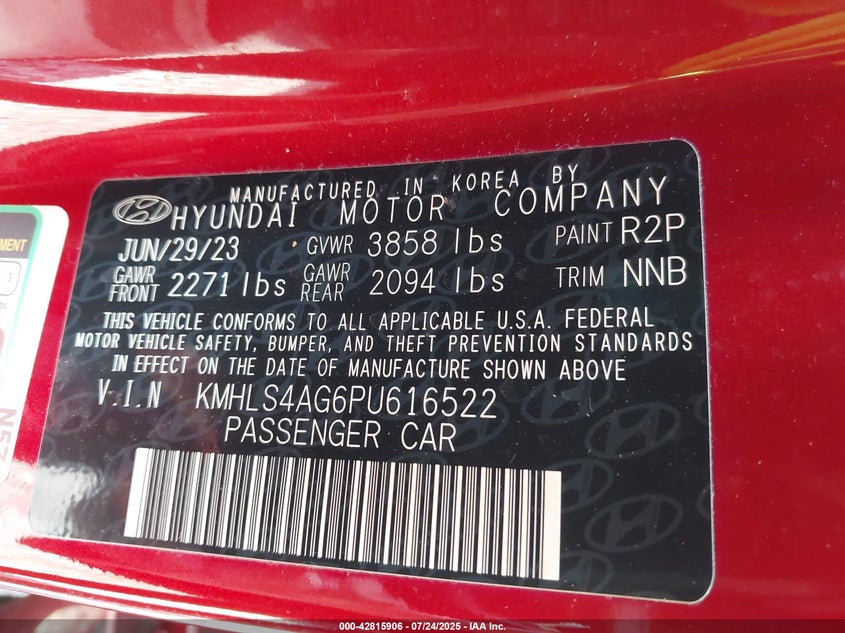 MANUFACTURED IN KOREA BY
HYUNDAI MOTOR COMPANY
JUN/29/23 GVWR 3858 lbs PAINT R2P
GAWR FRONT 2271 lbs GAWR REAR 2094 lbs TRIM NNB
THIS VEHICLE CONFORMS TO ALL APPLICABLE U.S.A. FEDERAL
MOTOR VEHICLE SAFETY, BUMPER, AND THEFT PREVENTION STANDARDS
IN EFFECT ON THE DATE OF MANUFACTURE SHOWN ABOVE.
V.I.N KMHLS4AG6PU616522
PASSENGER CAR
000-42815906 - 07/24/2025 - IAA Inc.